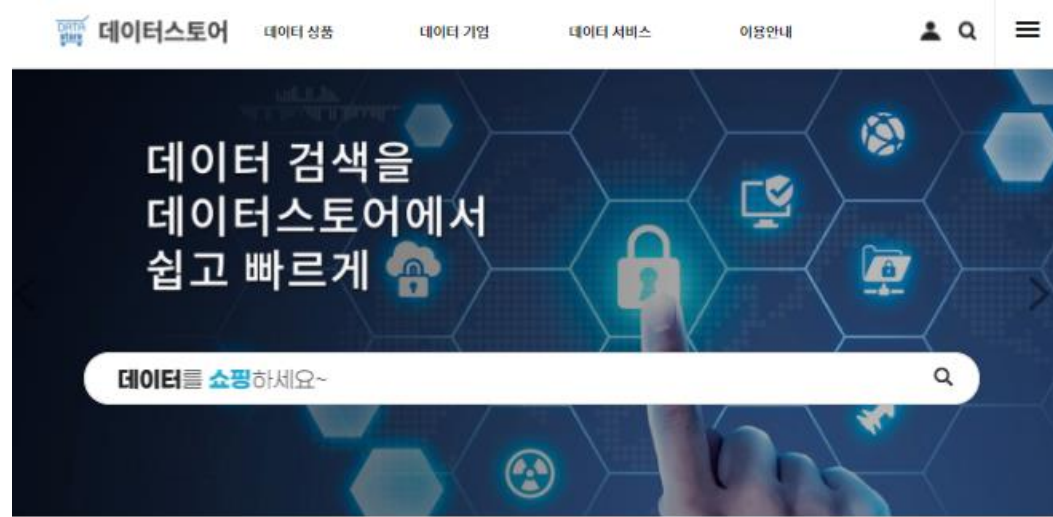 DATA
store
데이터스토어
데이터 상품
데이터 기업
데이터 서비스
이용안내
데이터 검색을
데이터스토어에서
쉽고 빠르게
데이터를 쇼핑하세요~